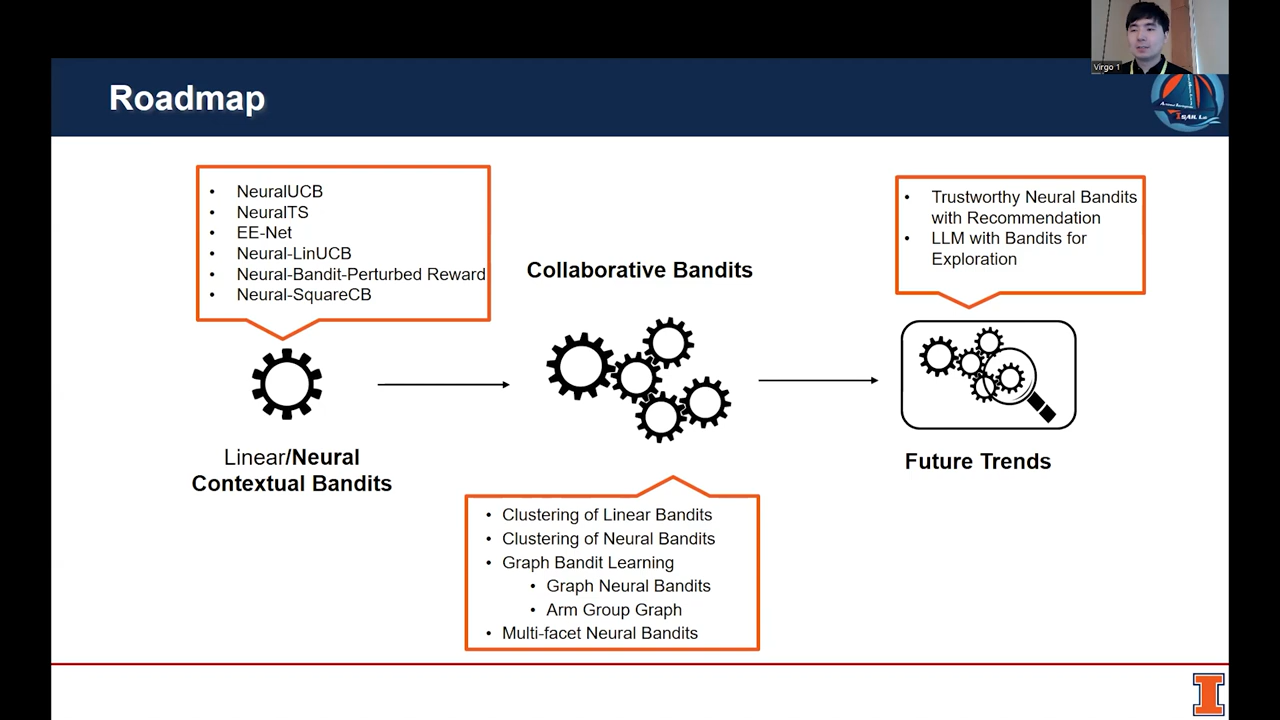 Virgo 1
Roadmap
NeuralUCB
NeuralTS
EE-Net
Neural-LinUCB
Neural-Bandit-Perturbed Reward
Neural-SquareCB
Linear/Neural
Contextual Bandits
Collaborative Bandits
Clustering of Linear Bandits
Clustering of Neural Bandits
Graph Bandit Learning
Graph Neural Bandits
Arm Group Graph
Multi-facet Neural Bandits
Trustworthy Neural Bandits
with Recommendation
LLM with Bandits for
Exploration
Future Trends
I